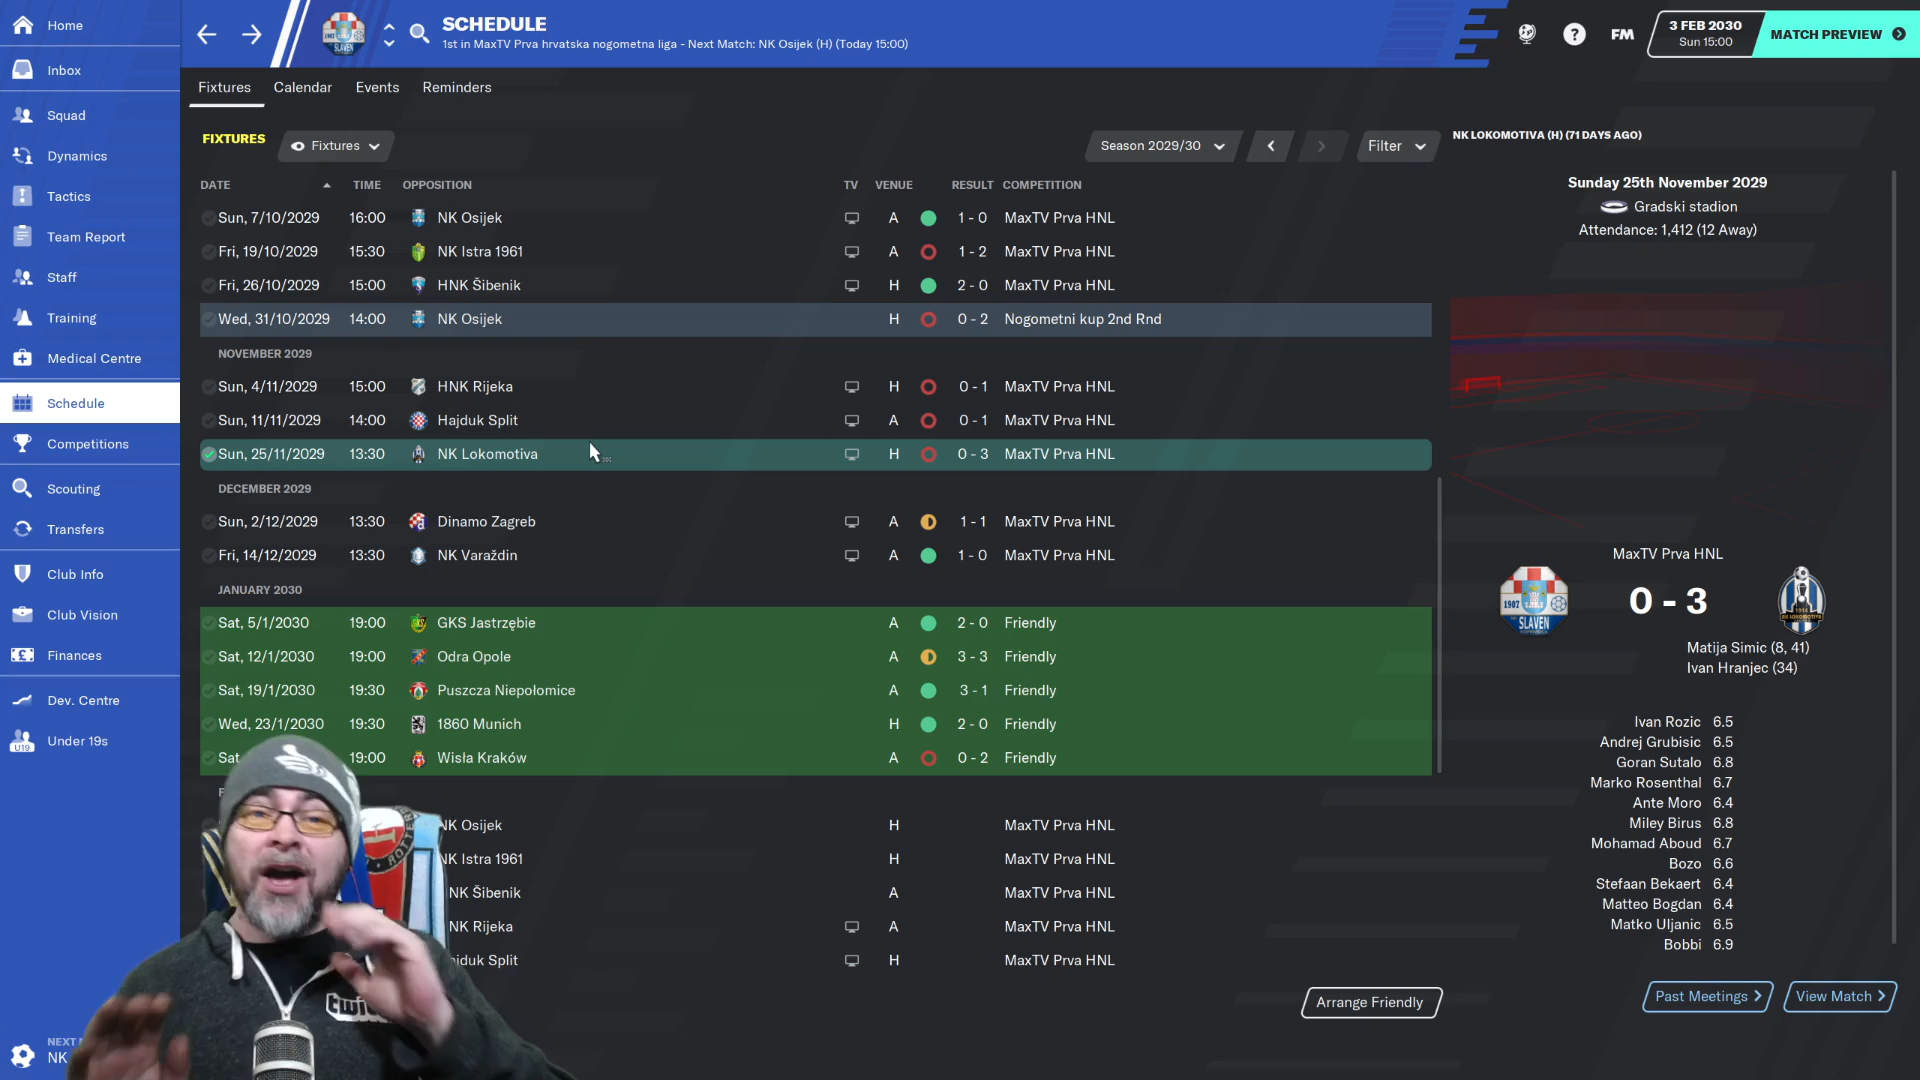 Home
Inbox
Squad
Dynamics
Tactics
Team Report
Staff
Training
Medical Centre
Schedule
Competitions
Scouting
Transfers
Club Info
Club Vision
Finances
Dev. Centre
U19 Under 19s
NK
SLAVEN
SCHEDULE
1st in MaxTV Prva hrvatska nogometna liga - Next Match: NK Osijek (H) (Today 15:00)
FM
3 FEB 2030
Sun 15:00
MATCH PREVIEW
Fixtures Calendar Events Reminders
FIXTURES
Fixtures
Season 2029/30
Filter
DATE TIME OPPOSITION TV VENUE RESULT COMPETITION
Sun, 7/10/2029 16:00 NK Osijek A 1 - 0 MaxTV Prva HNL
Fri, 19/10/2029 15:30 NK Istra 1961 A 1 - 2 MaxTV Prva HNL
Fri, 26/10/2029 15:00 HNK Šibenik H 2 - 0 MaxTV Prva HNL
Wed, 31/10/2029 14:00 NK Osijek H 0 - 2 Nogometni kup 2nd Rnd
NOVEMBER 2029
Sun, 4/11/2029 15:00 HNK Rijeka H 0 - 1 MaxTV Prva HNL
Sun, 11/11/2029 14:00 Hajduk Split A 0 - 1 MaxTV Prva HNL
Sun, 25/11/2029 13:30 NK Lokomotiva H 0 - 3 MaxTV Prva HNL
DECEMBER 2029
Sun, 2/12/2029 13:30 Dinamo Zagreb A 1 - 1 MaxTV Prva HNL
Fri, 14/12/2029 13:30 NK Varaždin A 1 - 0 MaxTV Prva HNL
JANUARY 2030
Sat, 5/1/2030 19:00 GKS Jastrzębie A 2 - 0 Friendly
Sat, 12/1/2030 19:00 Odra Opole A 3 - 3 Friendly
Sat, 19/1/2030 19:30 Puszcza Niepołomice A 3 - 1 Friendly
Wed, 23/1/2030 19:30 1860 Munich H 2 - 0 Friendly
Sat 19:00 Wisła Kraków A 0 - 2 Friendly
F
NK Osijek H MaxTV Prva HNL
NK Istra 1961 H MaxTV Prva HNL
NK Šibenik A MaxTV Prva HNL
NK Rijeka A MaxTV Prva HNL
jduk Split H MaxTV Prva HNL
Arrange Friendly
NK LOKOMOTIVA (H) (71 DAYS AGO)
Sunday 25th November 2029
Gradski stadion
Attendance: 1,412 (12 Away)
MaxTV Prva HNL
1907 SLAVEN
0 - 3
Matija Simic (8, 41)
Ivan Hranjec (34)
Ivan Rozic 6.5
Andrej Grubisic 6.5
Goran Sutalo 6.8
Marko Rosenthal 6.7
Ante Moro 6.4
Miley Birus 6.8
Mohamad Aboud 6.7
Bozo 6.6
Stefaan Bekaert 6.4
Matteo Bogdan 6.4
Matko Uljanic 6.5
Bobbi 6.9
Past Meetings
View Match